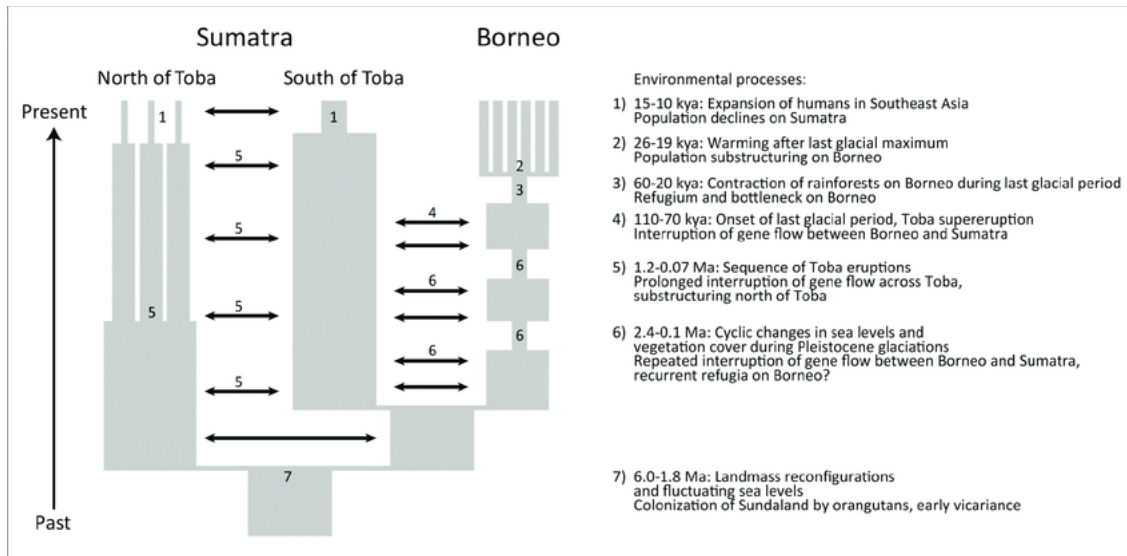 Sumatra
Borneo
North of Toba
South of Toba
Present
Past
1
1
5
5
5
5
5
4
6
6
2
3
6
6
7
Environmental processes:
1) 15-10 kya: Expansion of humans in Southeast Asia
Population declines on Sumatra
2) 26-19 kya: Warming after last glacial maximum
Population substructuring on Borneo
3) 60-20 kya: Contraction of rainforests on Borneo during last glacial period
Refugium and bottleneck on Borneo
4) 110-70 kya: Onset of last glacial period, Toba supereruption
Interruption of gene flow between Borneo and Sumatra
5) 1.2-0.07 Ma: Sequence of Toba eruptions
Prolonged interruption of gene flow across Toba,
substructuring north of Toba
6) 2.4-0.1 Ma: Cyclic changes in sea levels and
vegetation cover during Pleistocene glaciations
Repeated interruption of gene flow between Borneo and Sumatra,
recurrent refugia on Borneo?
7) 6.0-1.8 Ma: Landmass reconfigurations
and fluctuating sea levels
Colonization of Sundaland by orangutans, early vicariance